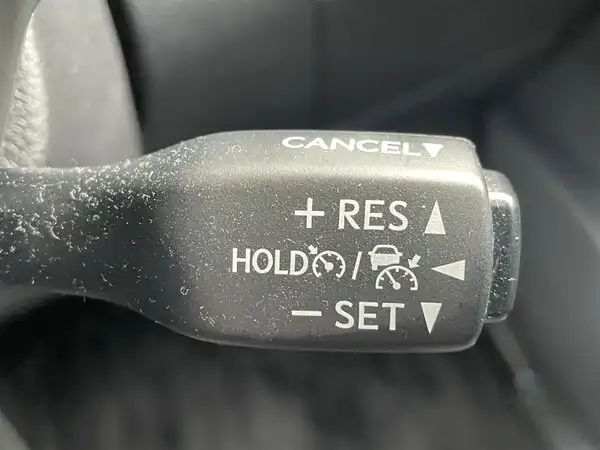 CANCEL▼
+ RES ▲
HOLD / ◀
− SET ▼